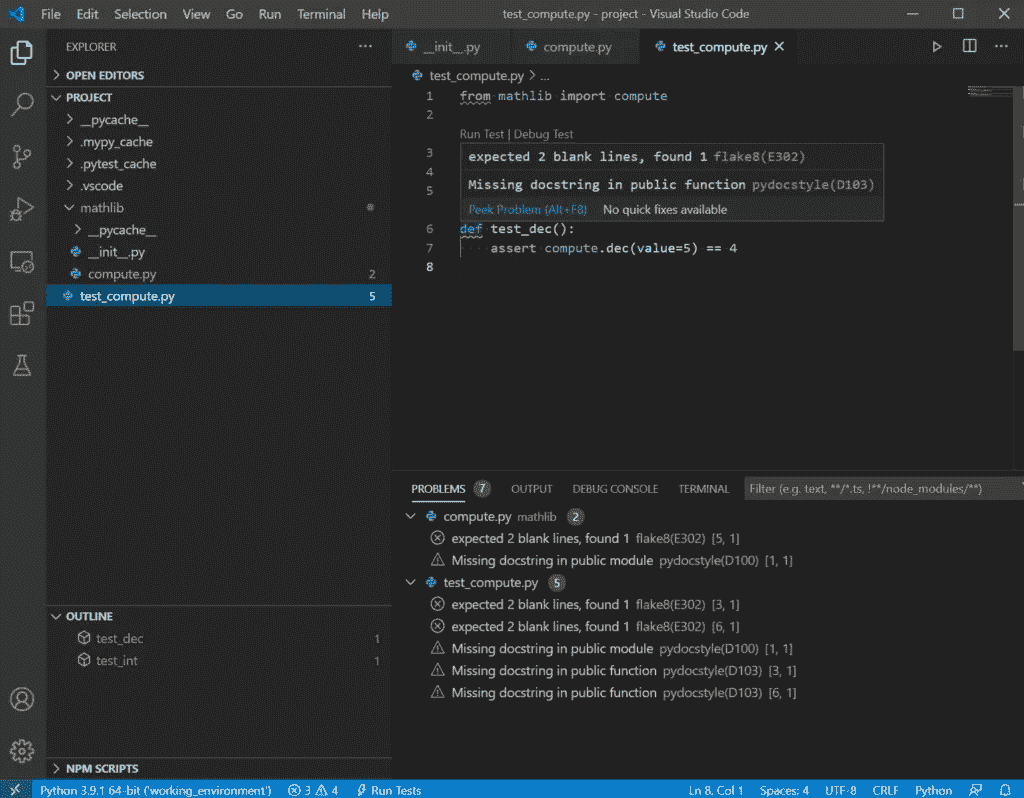 File Edit Selection View Go Run Terminal Help test_compute.py - project - Visual Studio Code
EXPLORER
OPEN EDITORS
PROJECT
__pycache__
.mypy_cache
.pytest_cache
.vscode
mathlib
__pycache__
__init__.py
compute.py 2
test_compute.py 5
OUTLINE
test_dec 1
test_int 1
NPM SCRIPTS
__init__.py compute.py test_compute.py
test_compute.py > ...
1 from mathlib import compute
2
Run Test | Debug Test
3
expected 2 blank lines, found 1 flake8(E302)
4
5
Missing docstring in public function pydocstyle(D103)
Peek Problem (Alt+F8) No quick fixes available
6 def test_dec():
7 assert compute.dec(value=5) == 4
8
PROBLEMS 7 OUTPUT DEBUG CONSOLE TERMINAL Filter (e.g. text, **/*.ts, !**/node_modules/**)
compute.py mathlib 2
expected 2 blank lines, found 1 flake8(E302) [5, 1]
Missing docstring in public module pydocstyle(D100) [1, 1]
test_compute.py 5
expected 2 blank lines, found 1 flake8(E302) [3, 1]
expected 2 blank lines, found 1 flake8(E302) [6, 1]
Missing docstring in public module pydocstyle(D100) [1, 1]
Missing docstring in public function pydocstyle(D103) [3, 1]
Missing docstring in public function pydocstyle(D103) [6, 1]
Python 3.9.1 64-bit ('working_environment') 3 4 Run Tests Ln 8, Col 1 Spaces: 4 UTF-8 CRLF Python